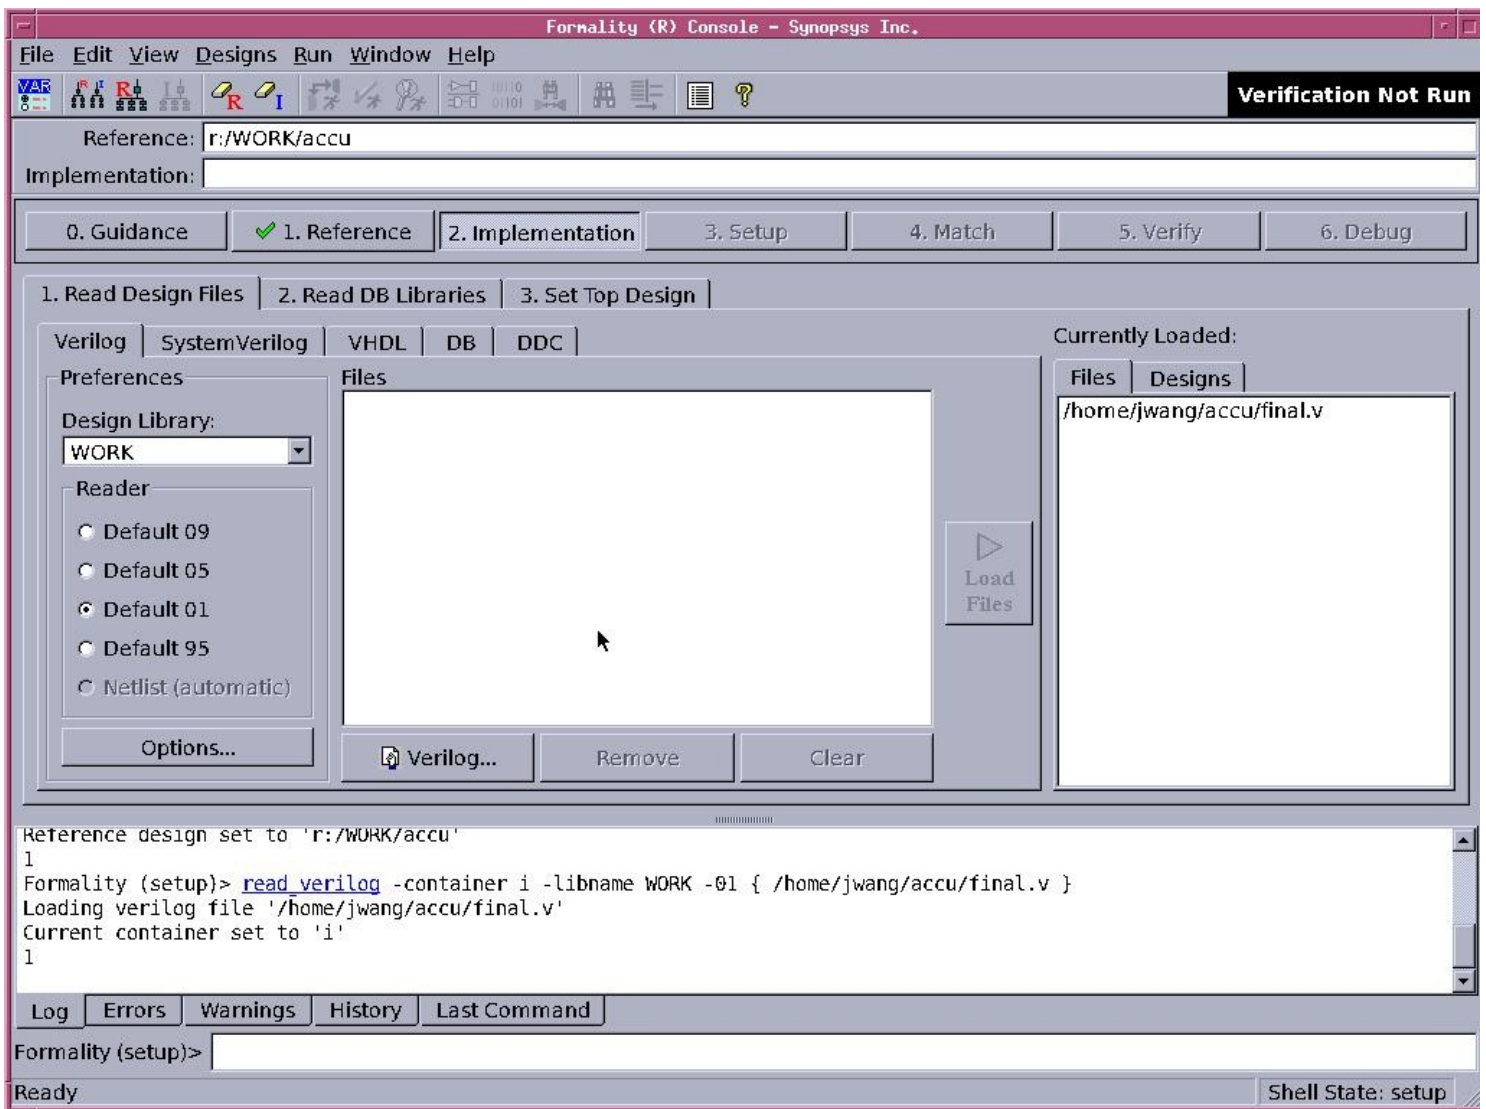 Formality (R) Console - Synopsys Inc.
File Edit View Designs Run Window Help
VAR R I R I R I Verification Not Run
Reference: r:/WORK/accu
Implementation:
0. Guidance 1. Reference 2. Implementation 3. Setup 4. Match 5. Verify 6. Debug
1. Read Design Files 2. Read DB Libraries 3. Set Top Design
Verilog SystemVerilog VHDL DB DDC
Currently Loaded:
Preferences
Files
Files Designs
Design Library:
/home/jwang/accu/final.v
WORK
Reader
Default 09
Default 05
Default 01
Default 95
Netlist (automatic)
Load
Files
Options...
Verilog... Remove Clear
Reference design set to 'r:/WORK/accu'
1
Formality (setup)> read_verilog -container i -libname WORK -01 { /home/jwang/accu/final.v }
Loading verilog file '/home/jwang/accu/final.v'
Current container set to 'i'
1
Log Errors Warnings History Last Command
Formality (setup)>
Ready Shell State: setup